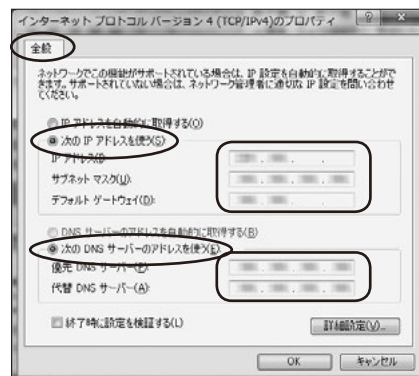 インターネット プロトコル バージョン 4 (TCP/IPv4)のプロパティ
全般
ネットワークでこの機能がサポートされている場合は、IP 設定を自動的に取得することがで
きます。サポートされていない場合は、ネットワーク管理者に適切な IP 設定を問い合わせ
てください。
IP アドレスを自動的に取得する(O)
次の IP アドレスを使う(S)
IP アドレス(I):
サブネット マスク(U):
デフォルト ゲートウェイ(D):
DNS サーバーのアドレスを自動的に取得する(B)
次の DNS サーバーのアドレスを使う(E)
優先 DNS サーバー(P):
代替 DNS サーバー(A):
終了時に設定を検証する(L)
詳細設定(V)...
OK キャンセル